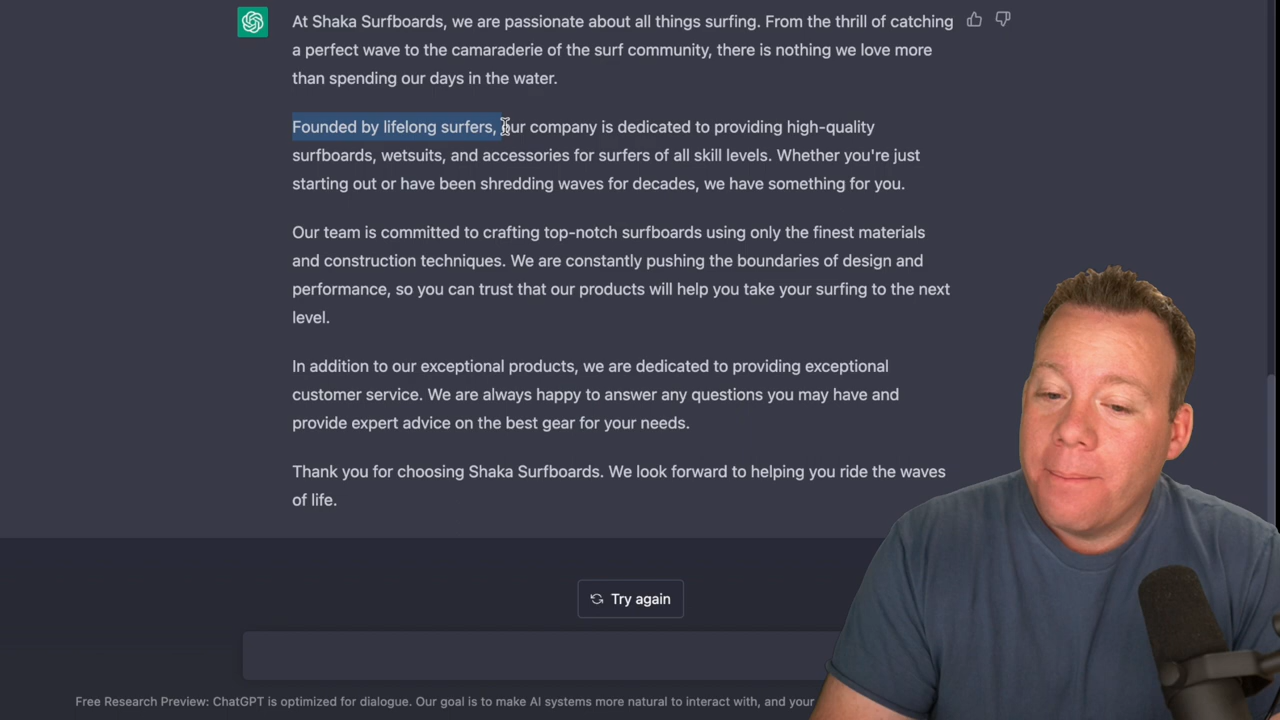 At Shaka Surfboards, we are passionate about all things surfing. From the thrill of catching
a perfect wave to the camaraderie of the surf community, there is nothing we love more
than spending our days in the water.
Founded by lifelong surfers, our company is dedicated to providing high-quality
surfboards, wetsuits, and accessories for surfers of all skill levels. Whether you're just
starting out or have been shredding waves for decades, we have something for you.
Our team is committed to crafting top-notch surfboards using only the finest materials
and construction techniques. We are constantly pushing the boundaries of design and
performance, so you can trust that our products will help you take your surfing to the next
level.
In addition to our exceptional products, we are dedicated to providing exceptional
customer service. We are always happy to answer any questions you may have and
provide expert advice on the best gear for your needs.
Thank you for choosing Shaka Surfboards. We look forward to helping you ride the waves
of life.
Try again
Free Research Preview: ChatGPT is optimized for dialogue. Our goal is to make AI systems more natural to interact with, and your